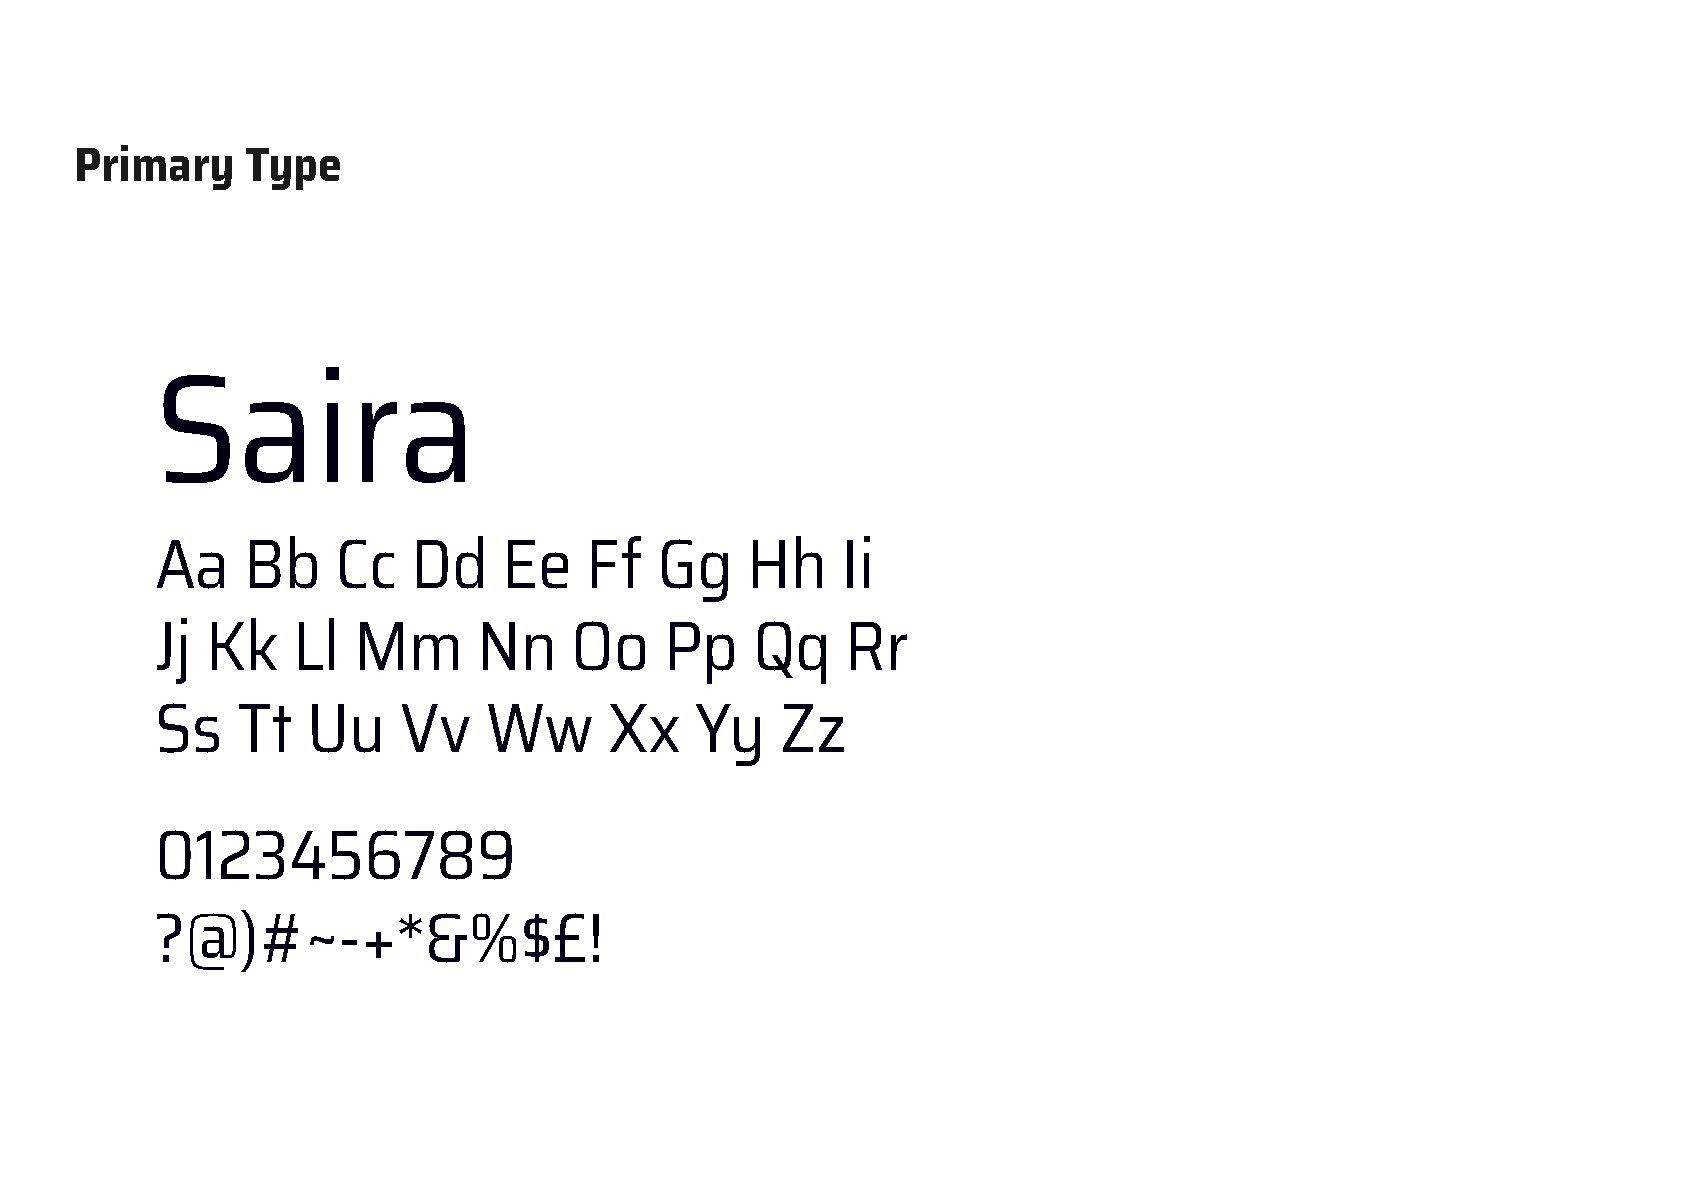 Primary Type
Saira
Aa Bb Cc Dd Ee Ff Gg Hh Ii
Jj Kk Ll Mm Nn Oo Pp Qq Rr
Ss Tt Uu Vv Ww Xx Yy Zz
0123456789
?@)#~-+*&%$£!